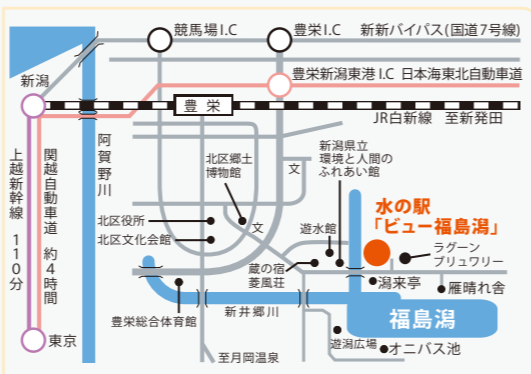 競馬場I.C
豊栄I.C
新新バイパス(国道7号線)
新潟
豊栄新潟東港I.C 日本海東北自動車道
豊栄
JR白新線 至新発田
上越新幹線 110分
関越自動車道 約4時間
阿賀野川
北区郷土
博物館
新潟県立
環境と人間の
ふれあい館
文
文
水の駅
「ビュー福島潟」
北区役所
北区文化会館
遊水館
ラグーン
ブリュワリー
蔵の宿
菱風荘
潟来亭
雁晴れ舎
豊栄総合体育館
新井郷川
福島潟
東京
至月岡温泉
遊潟広場
オニバス池